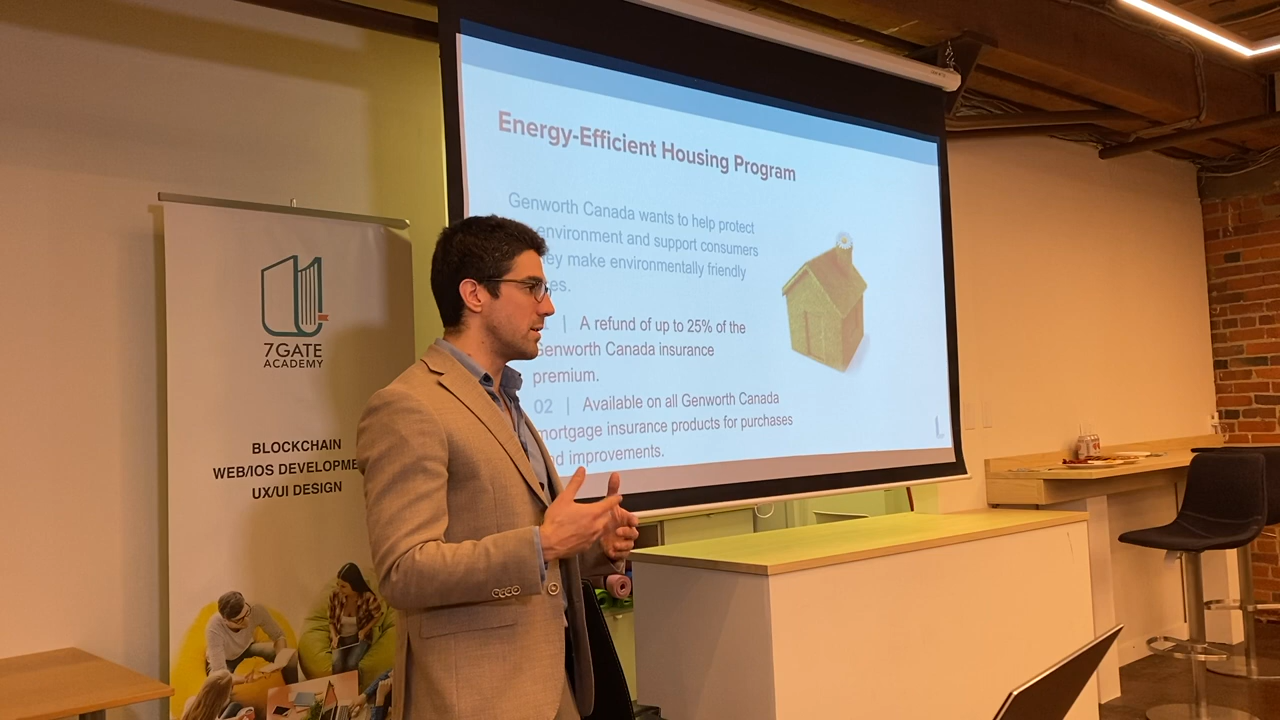 Energy-Efficient Housing Program
Genworth Canada wants to help protect
environment and support consumers
make environmentally friendly
| A refund of up to 25% of the
Genworth Canada insurance
premium.
02 | Available on all Genworth Canada
mortgage insurance products for purchases
improvements.
7GATE
ACADEMY
BLOCKCHAIN
WEB/IOS DEVELOPME
UX/UI DESIGN